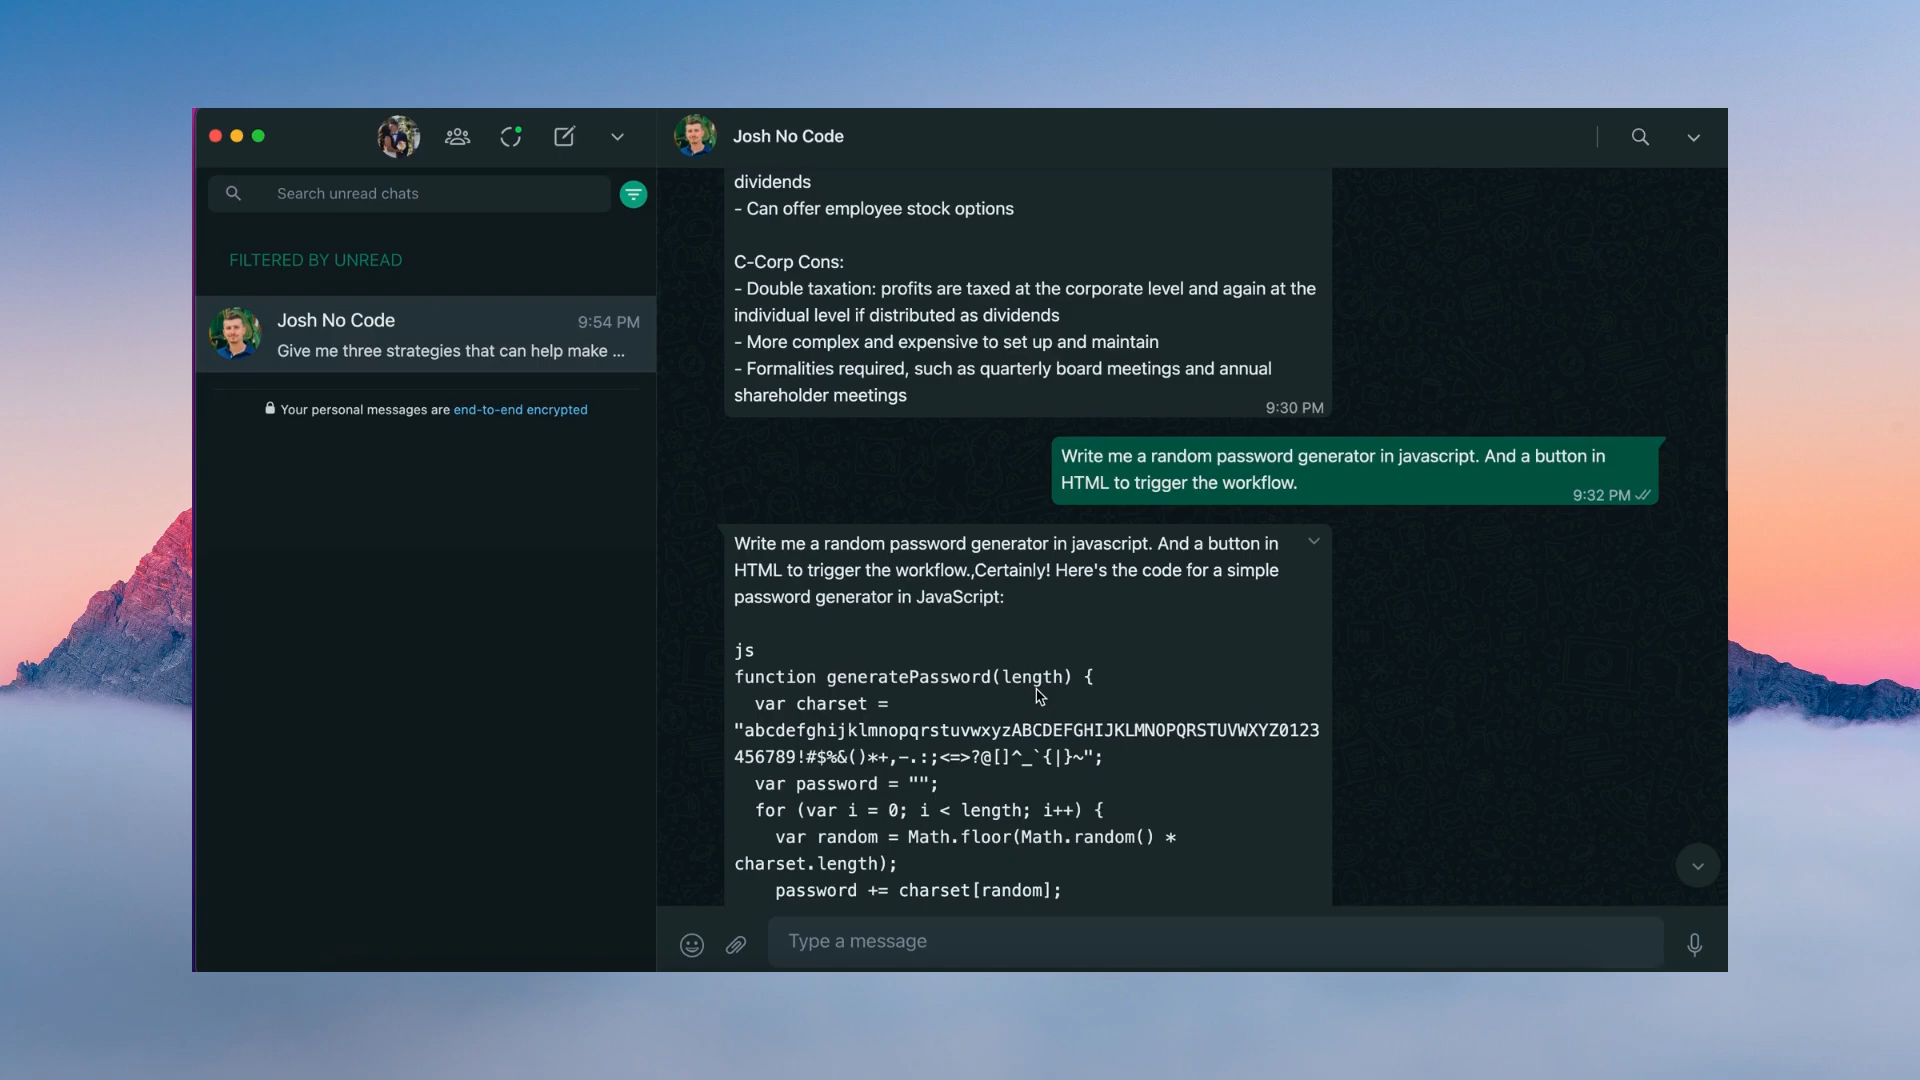 Josh No Code
Search unread chats
FILTERED BY UNREAD
Josh No Code
9:54 PM
Give me three strategies that can help make ...
Your personal messages are end-to-end encrypted
dividends
- Can offer employee stock options
C-Corp Cons:
- Double taxation: profits are taxed at the corporate level and again at the
individual level if distributed as dividends
- More complex and expensive to set up and maintain
- Formalities required, such as quarterly board meetings and annual
shareholder meetings
9:30 PM
Write me a random password generator in javascript. And a button in
HTML to trigger the workflow.
9:32 PM
Write me a random password generator in javascript. And a button in
HTML to trigger the workflow.,Certainly! Here's the code for a simple
password generator in JavaScript:
js
function generatePassword(length) {
var charset =
"abcdefghijklmnopqrstuvwxyzABCDEFGHIJKLMNOPQRSTUVWXYZ0123
456789!#$%&()*+,-.:;<=>?@[]^_`{|}~";
var password = "";
for (var i = 0; i < length; i++) {
var random = Math.floor(Math.random() *
charset.length);
password += charset[random];
Type a message